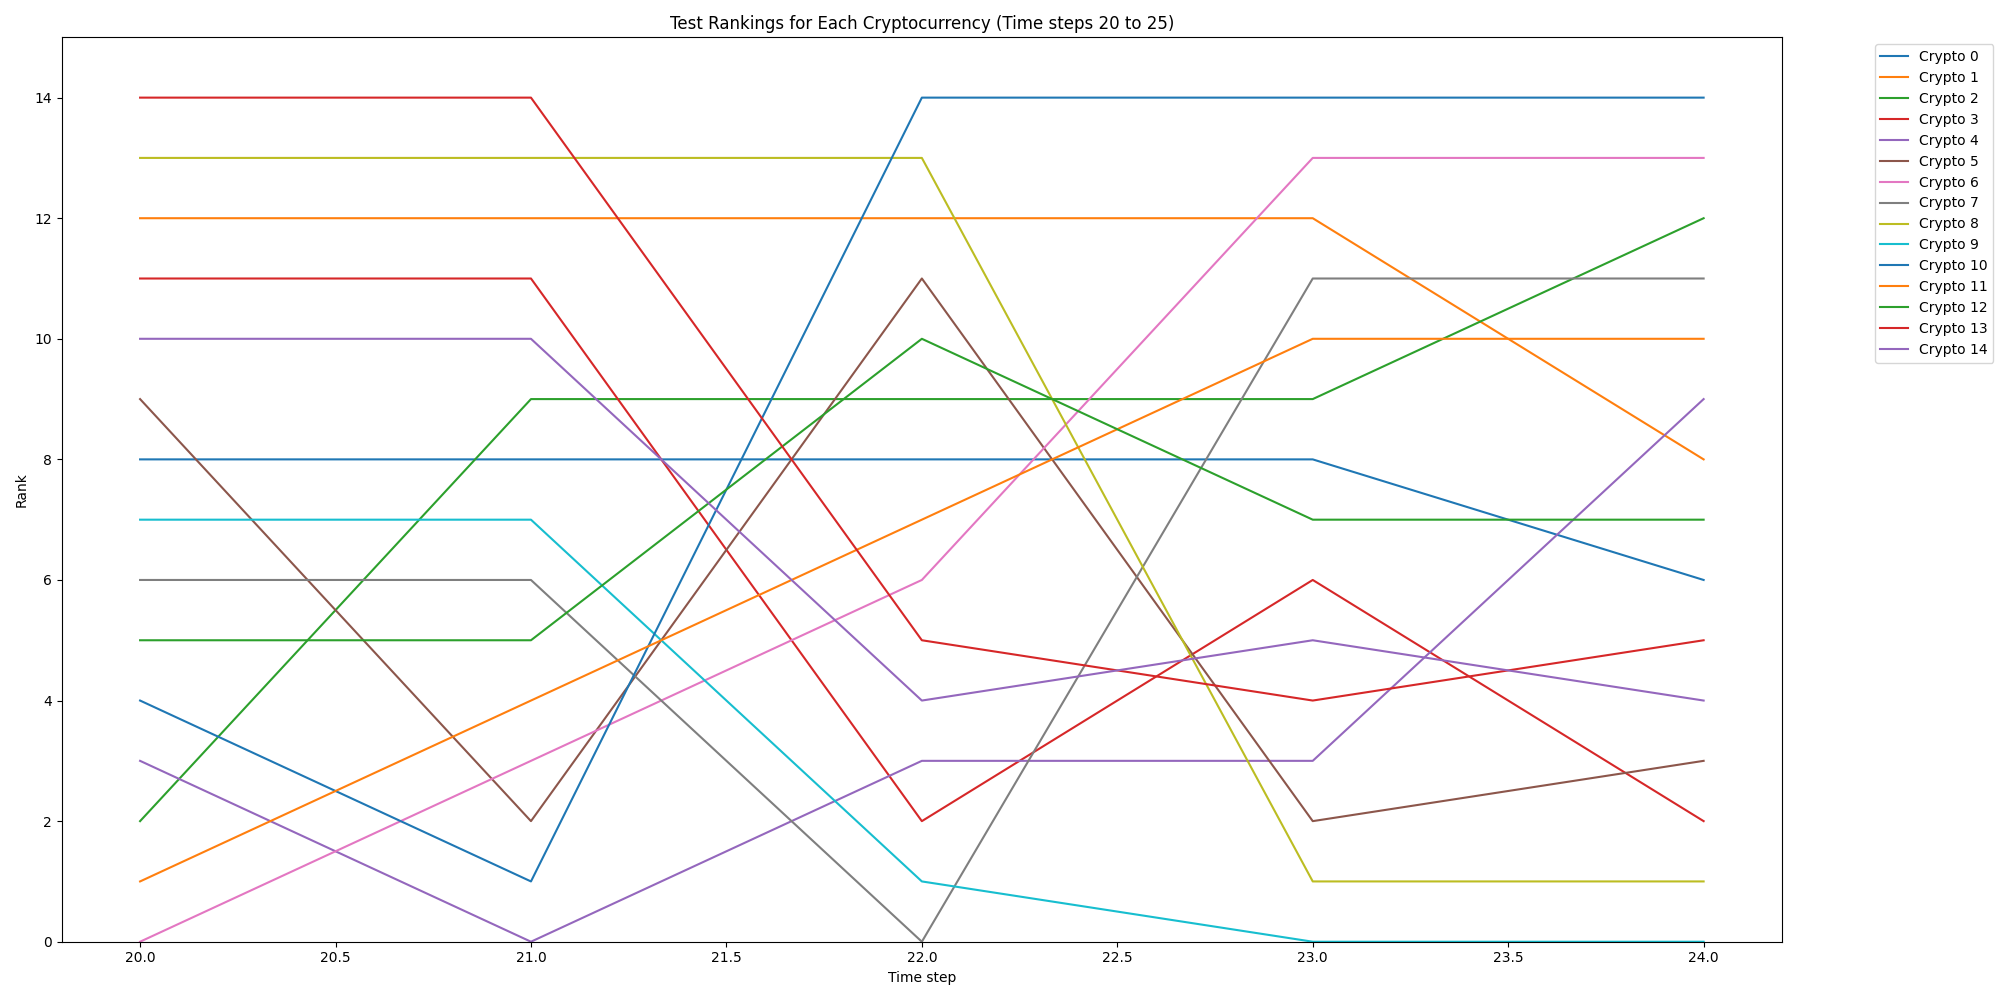 Test Rankings for Each Cryptocurrency (Time steps 20 to 25)
Rank
14
12
10
8
6
4
2
0
20.0 20.5 21.0 21.5 22.0 22.5 23.0 23.5 24.0
Time step
Crypto 0
Crypto 1
Crypto 2
Crypto 3
Crypto 4
Crypto 5
Crypto 6
Crypto 7
Crypto 8
Crypto 9
Crypto 10
Crypto 11
Crypto 12
Crypto 13
Crypto 14